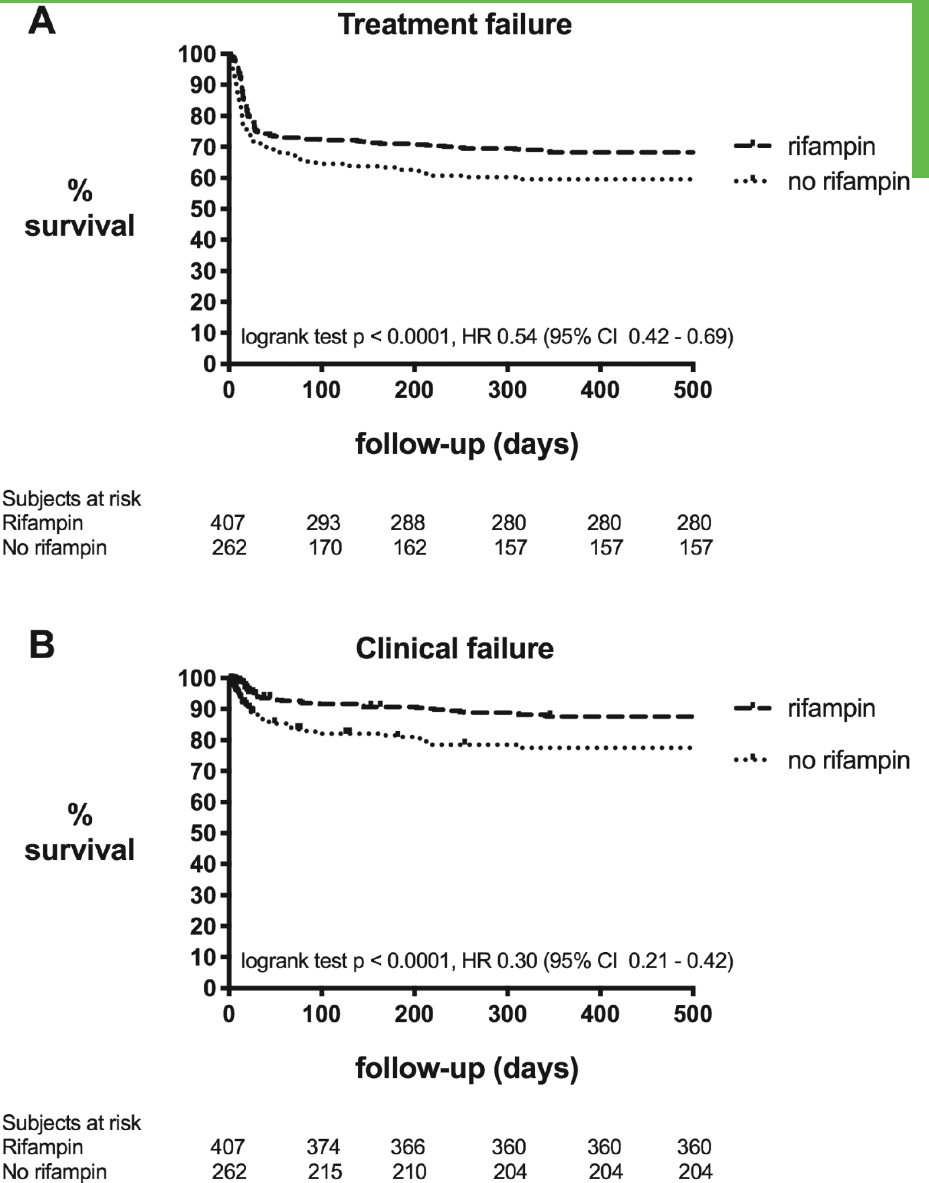 A
Treatment failure
100
90
80
70
60
50
40
30
20
10
0
% survival
rifampin
no rifampin
logrank test p < 0.0001, HR 0.54 (95% CI 0.42 - 0.69)
0 100 200 300 400 500
follow-up (days)
Subjects at risk
Rifampin 407 293 288 280 280 280
No rifampin 262 170 162 157 157 157
B
Clinical failure
100
90
80
70
60
50
40
30
20
10
0
% survival
rifampin
no rifampin
logrank test p < 0.0001, HR 0.30 (95% CI 0.21 - 0.42)
0 100 200 300 400 500
follow-up (days)
Subjects at risk
Rifampin 407 374 366 360 360 360
No rifampin 262 215 210 204 204 204